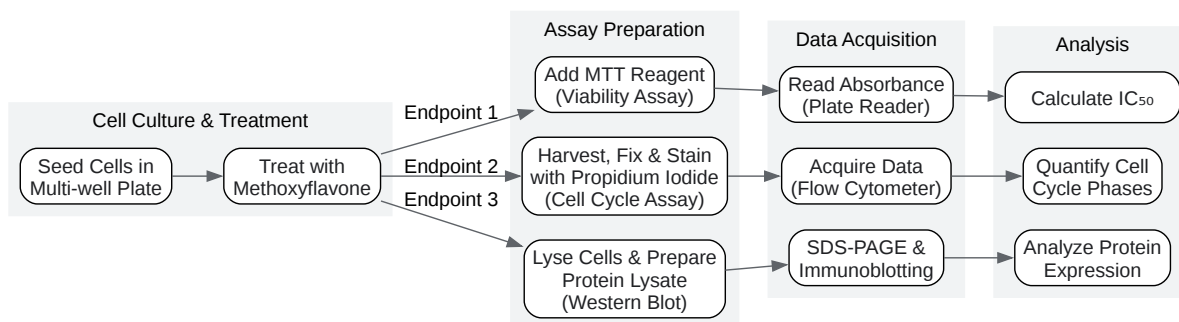 Assay Preparation
Data Acquisition
Analysis
Cell Culture & Treatment
Seed Cells in
Multi-well Plate
Treat with
Methoxyflavone
Endpoint 1
Endpoint 2
Endpoint 3
Add MTT Reagent
(Viability Assay)
Read Absorbance
(Plate Reader)
Calculate IC₅₀
Harvest, Fix & Stain
with Propidium Iodide
(Cell Cycle Assay)
Acquire Data
(Flow Cytometer)
Quantify Cell
Cycle Phases
Lyse Cells & Prepare
Protein Lysate
(Western Blot)
SDS-PAGE &
Immunoblotting
Analyze Protein
Expression